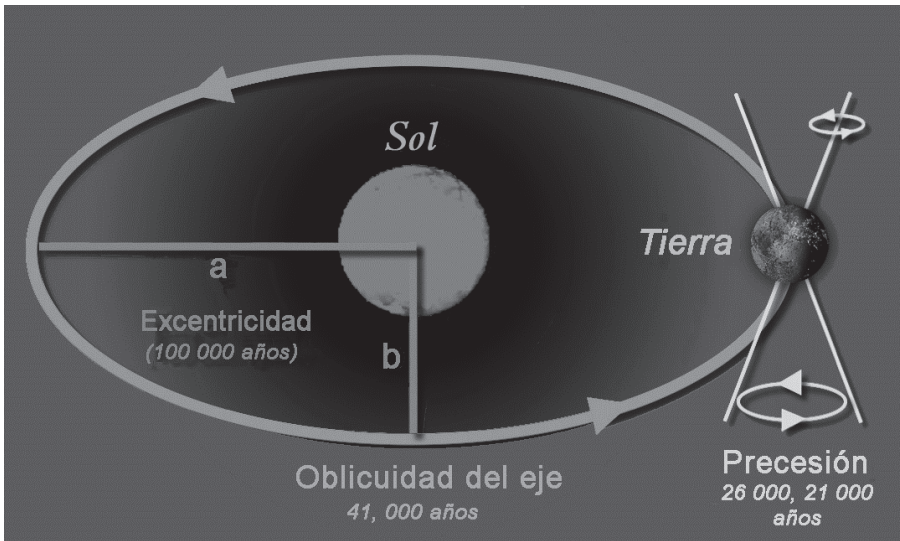 Sol
Tierra
a
Excentricidad
(100 000 años)
b
Oblicuidad del eje
41, 000 años
Precesión
26 000, 21 000
años